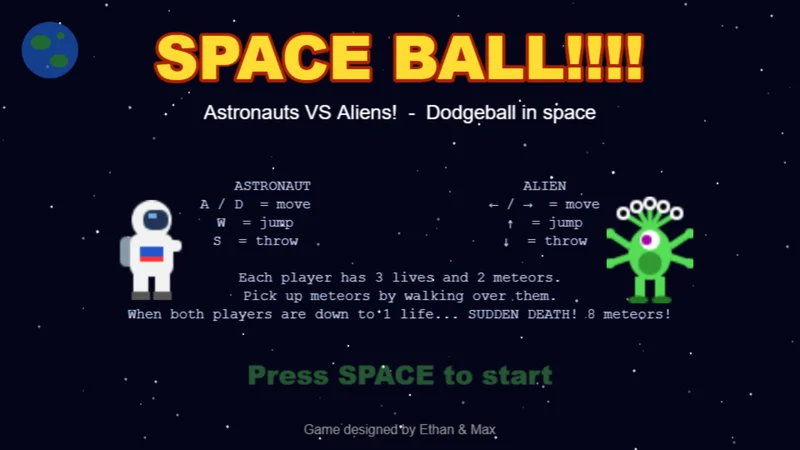 SPACE BALL!!!!
Astronauts VS Aliens!  -  Dodgeball in space
ASTRONAUT
A / D  = move
W  = jump
S  = throw
ALIEN
← / →  = move
↑  = jump
↓  = throw
Each player has 3 lives and 2 meteors.
Pick up meteors by walking over them.
When both players are down to 1 life... SUDDEN DEATH! 8 meteors!
Press SPACE to start
Game designed by Ethan & Max